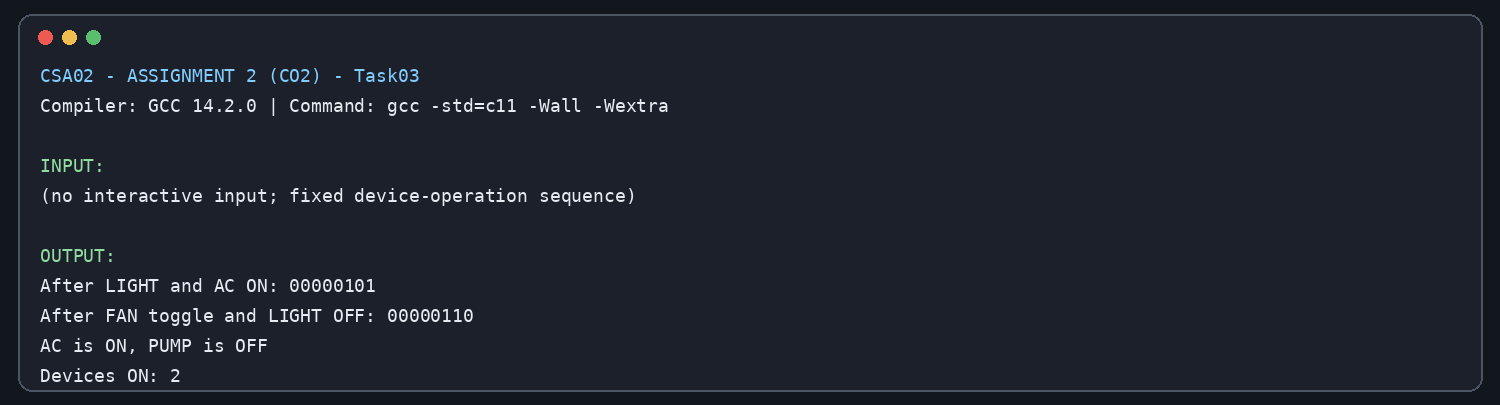 CSA02 - ASSIGNMENT 2 (CO2) - Task03
Compiler: GCC 14.2.0 | Command: gcc -std=c11 -Wall -Wextra
INPUT:
(no interactive input; fixed device-operation sequence)
OUTPUT:
After LIGHT and AC ON: 00000101
After FAN toggle and LIGHT OFF: 00000110
AC is ON, PUMP is OFF
Devices ON: 2